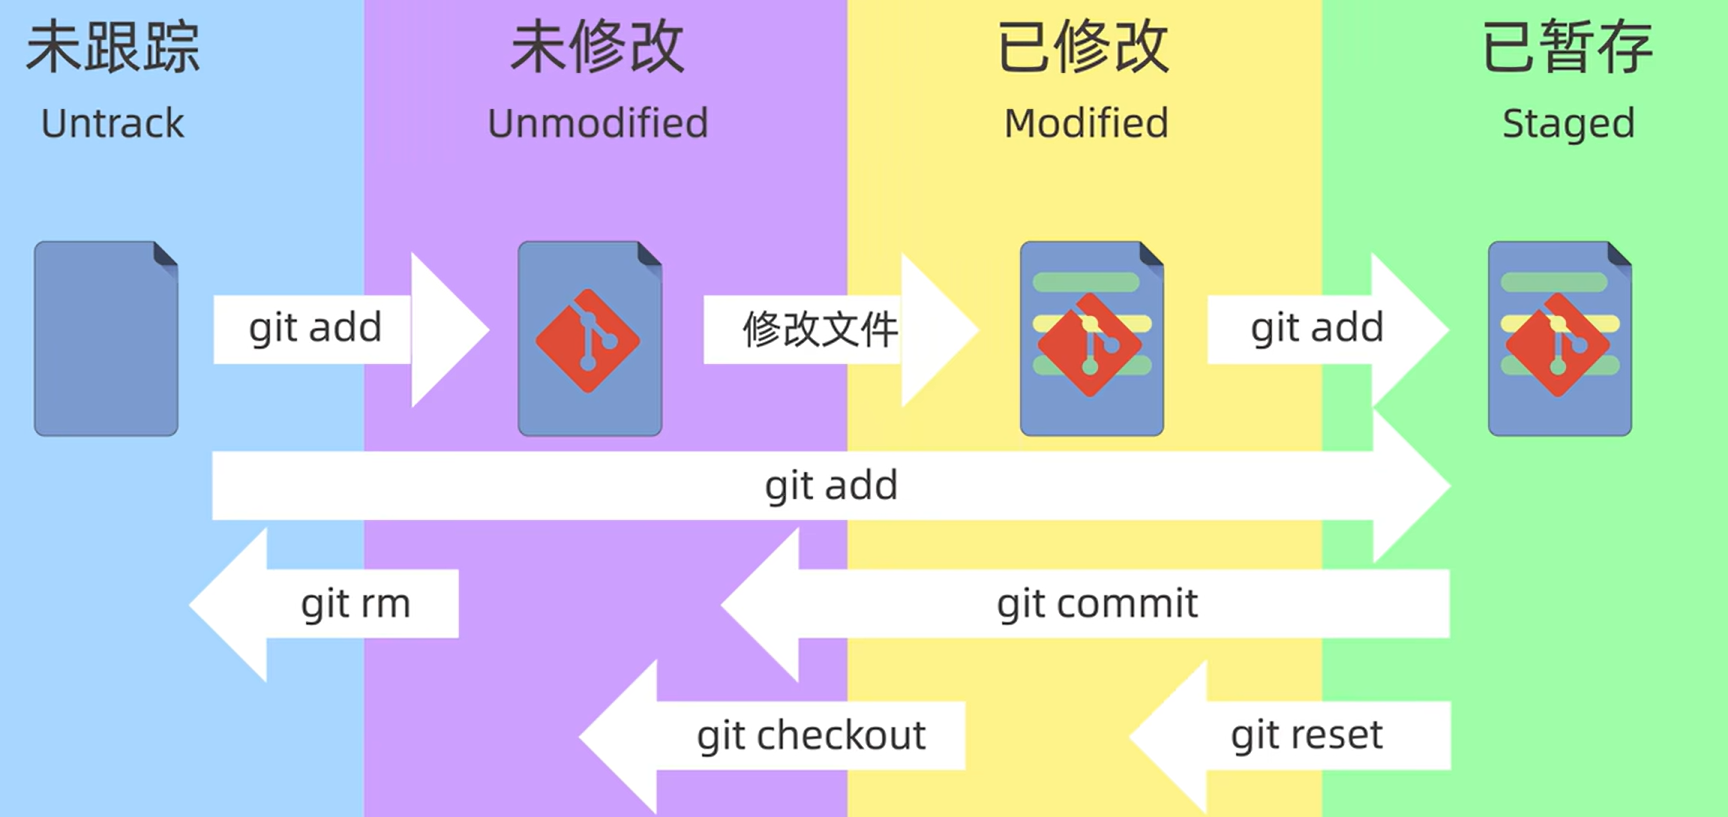 未跟踪
Untrack
未修改
Unmodified
已修改
Modified
已暂存
Staged
git add
修改文件
git add
git add
git rm
git commit
git checkout
git reset